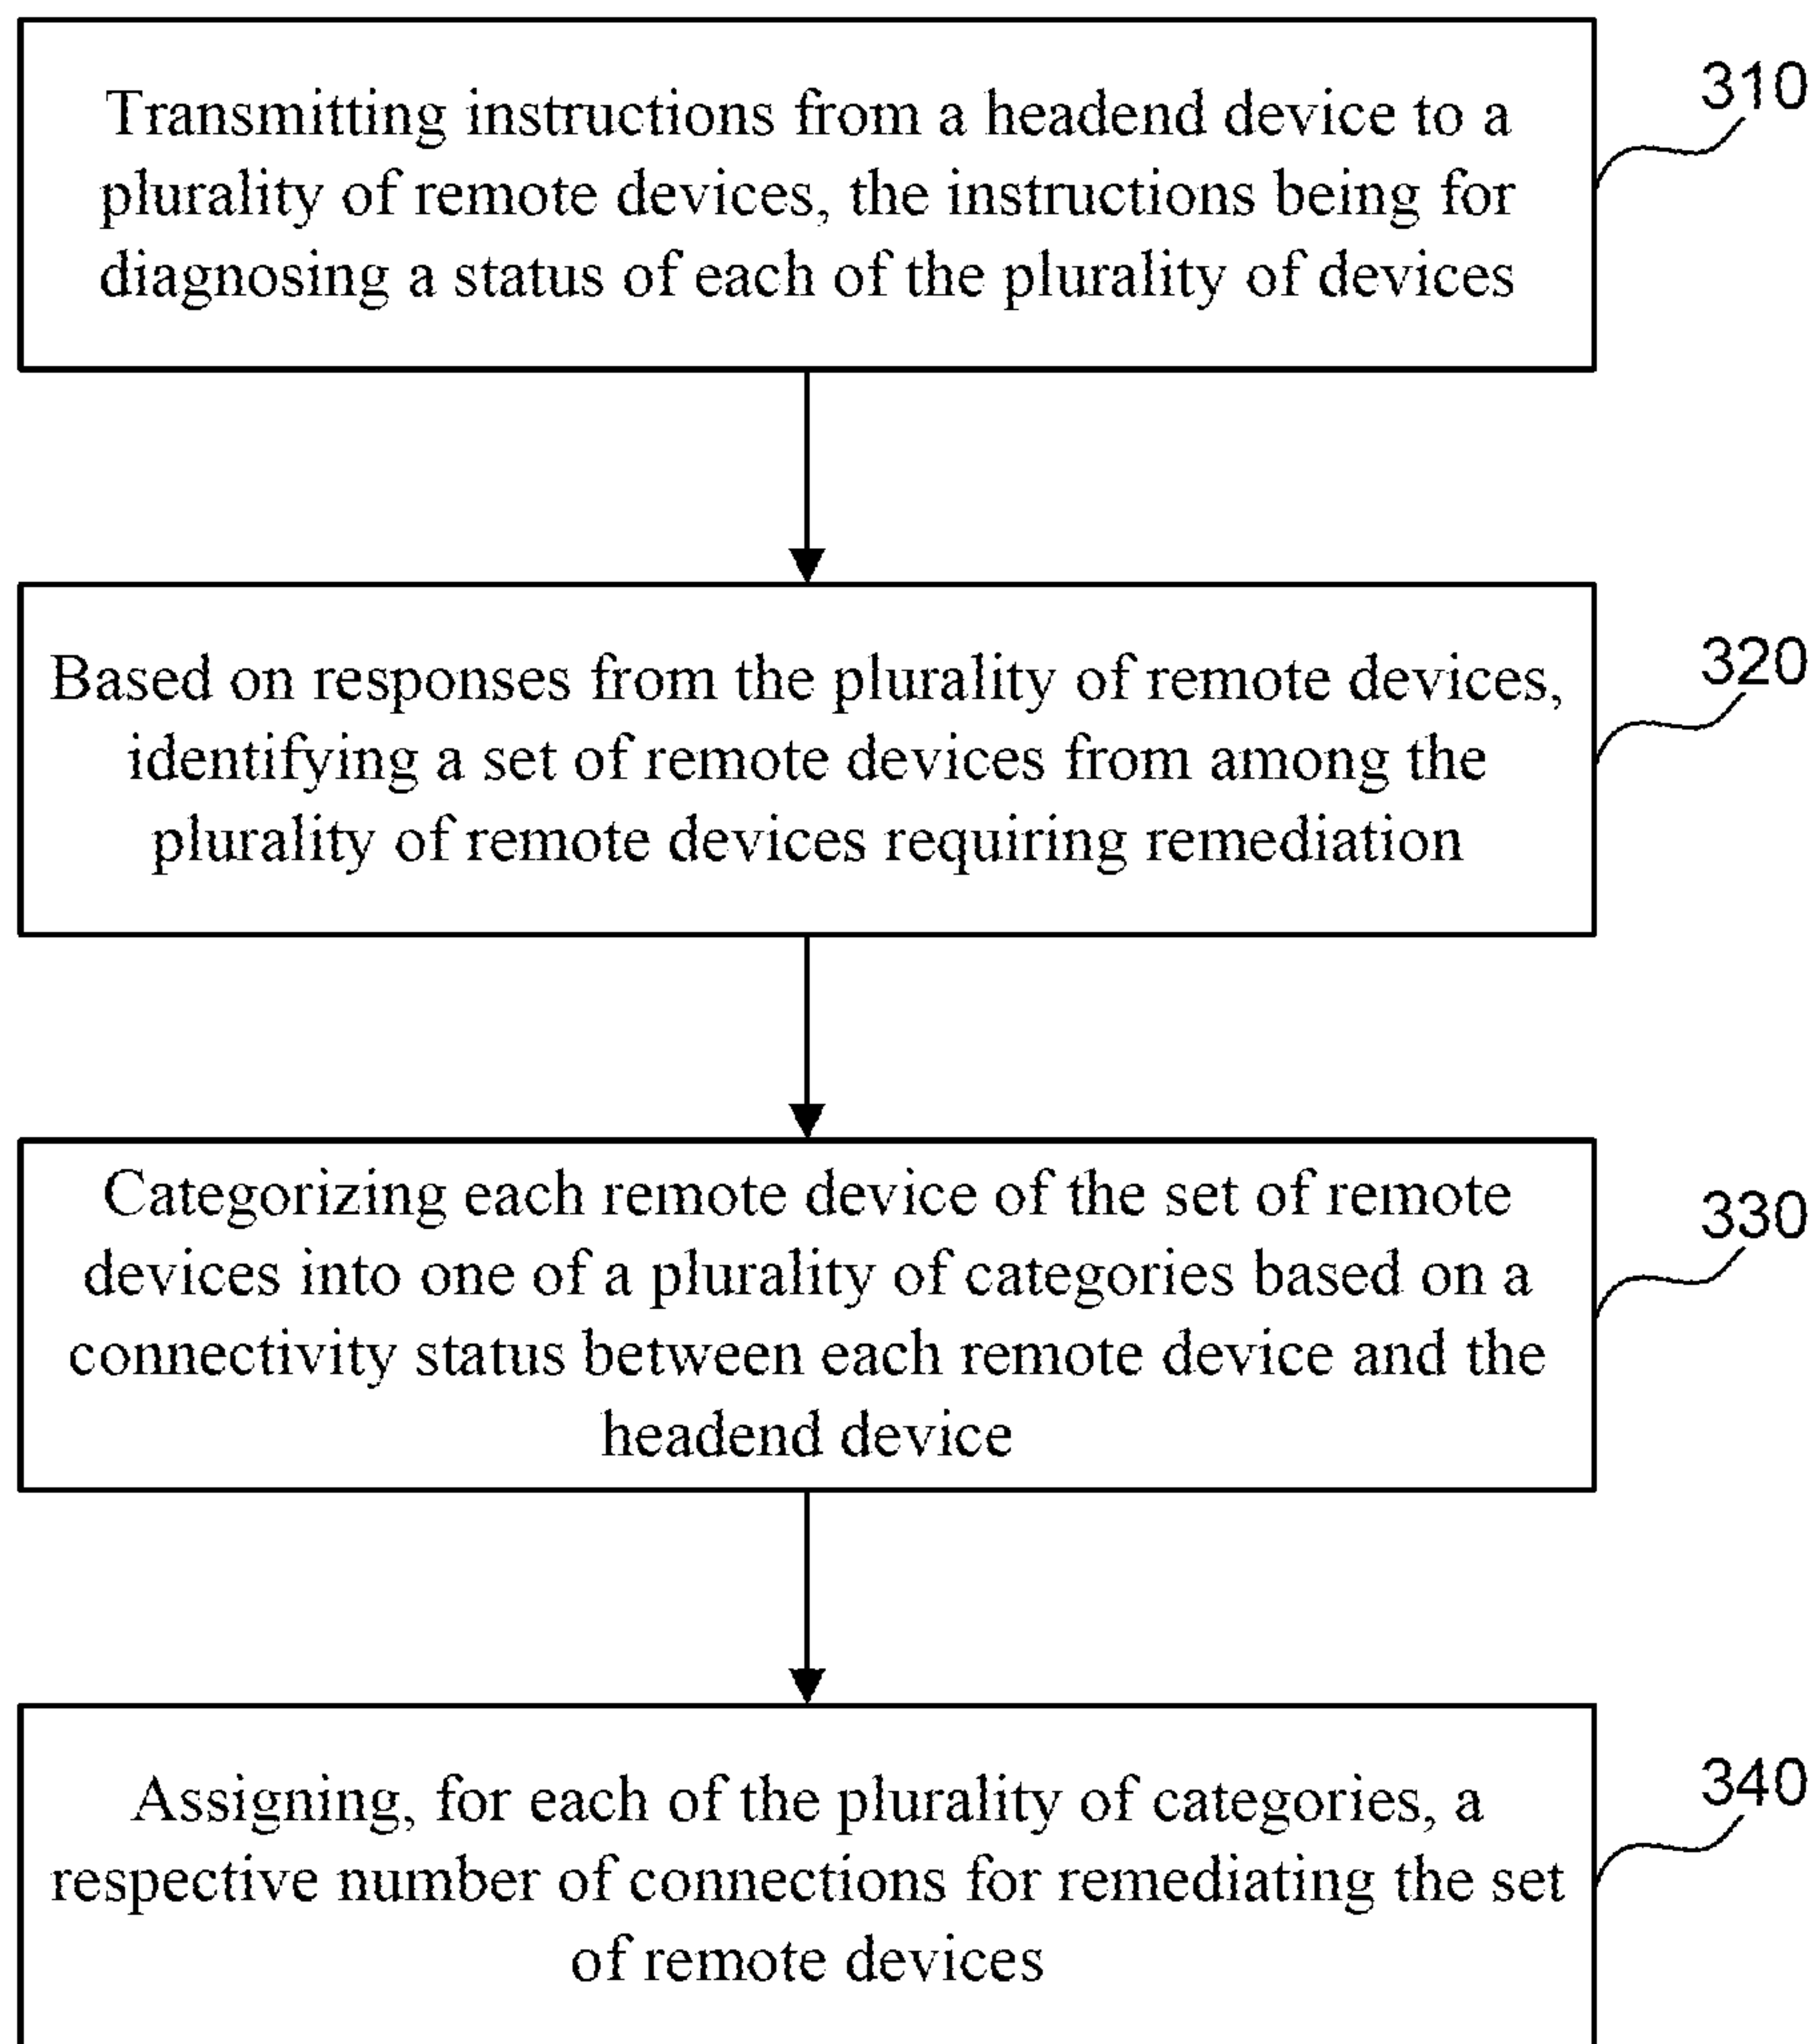 Transmitting instructions from a headend device to a
plurality of remote devices, the instructions being for
diagnosing a status of each of the plurality of devices
310
Based on responses from the plurality of remote devices,
identifying a set of remote devices from among the
plurality of remote devices requiring remediation
320
Categorizing each remote device of the set of remote
devices into one of a plurality of categories based on a
connectivity status between each remote device and the
headend device
330
Assigning, for each of the plurality of categories, a
respective number of connections for remediating the set
of remote devices
340